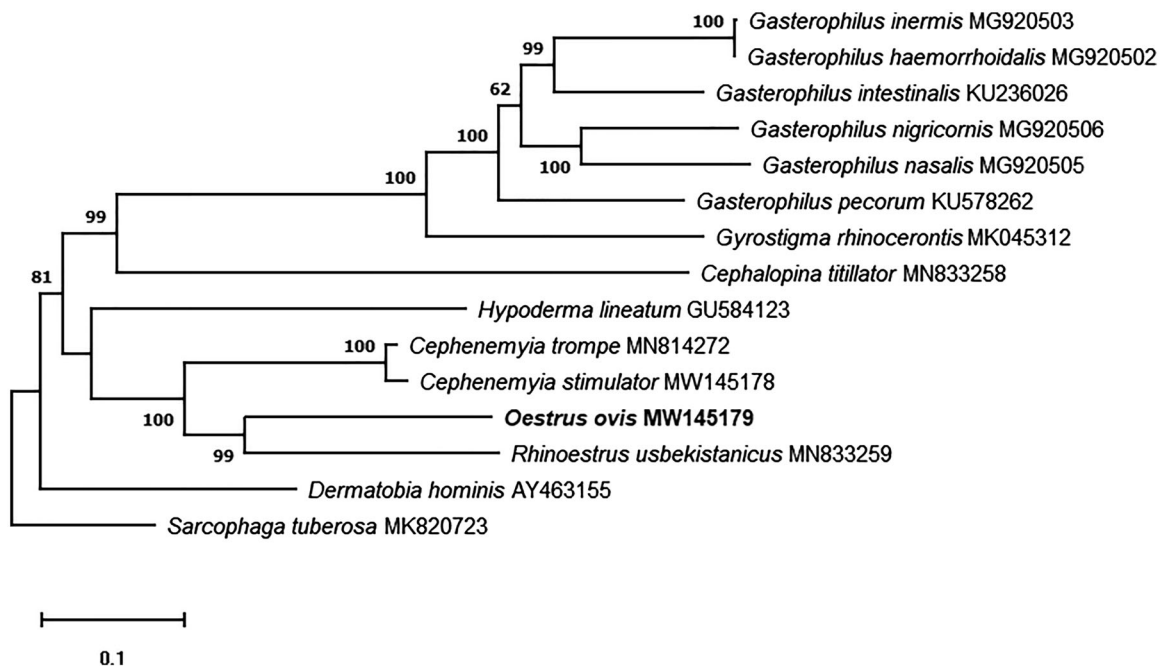 100 Gasterophilus inermis MG920503
Gasterophilus haemorrhoidalis MG920502
99
Gasterophilus intestinalis KU236026
62
Gasterophilus nigricornis MG920506
100
100 Gasterophilus nasalis MG920505
100
Gasterophilus pecorum KU578262
99
Gyrostigma rhinocerontis MK045312
Cephalopina titillator MN833258
81
Hypoderma lineatum GU584123
100 Cephenemyia trompe MN814272
Cephenemyia stimulator MW145178
100 Oestrus ovis MW145179
99 Rhinoestrus usbekistanicus MN833259
Dermatobia hominis AY463155
Sarcophaga tuberosa MK820723
0.1